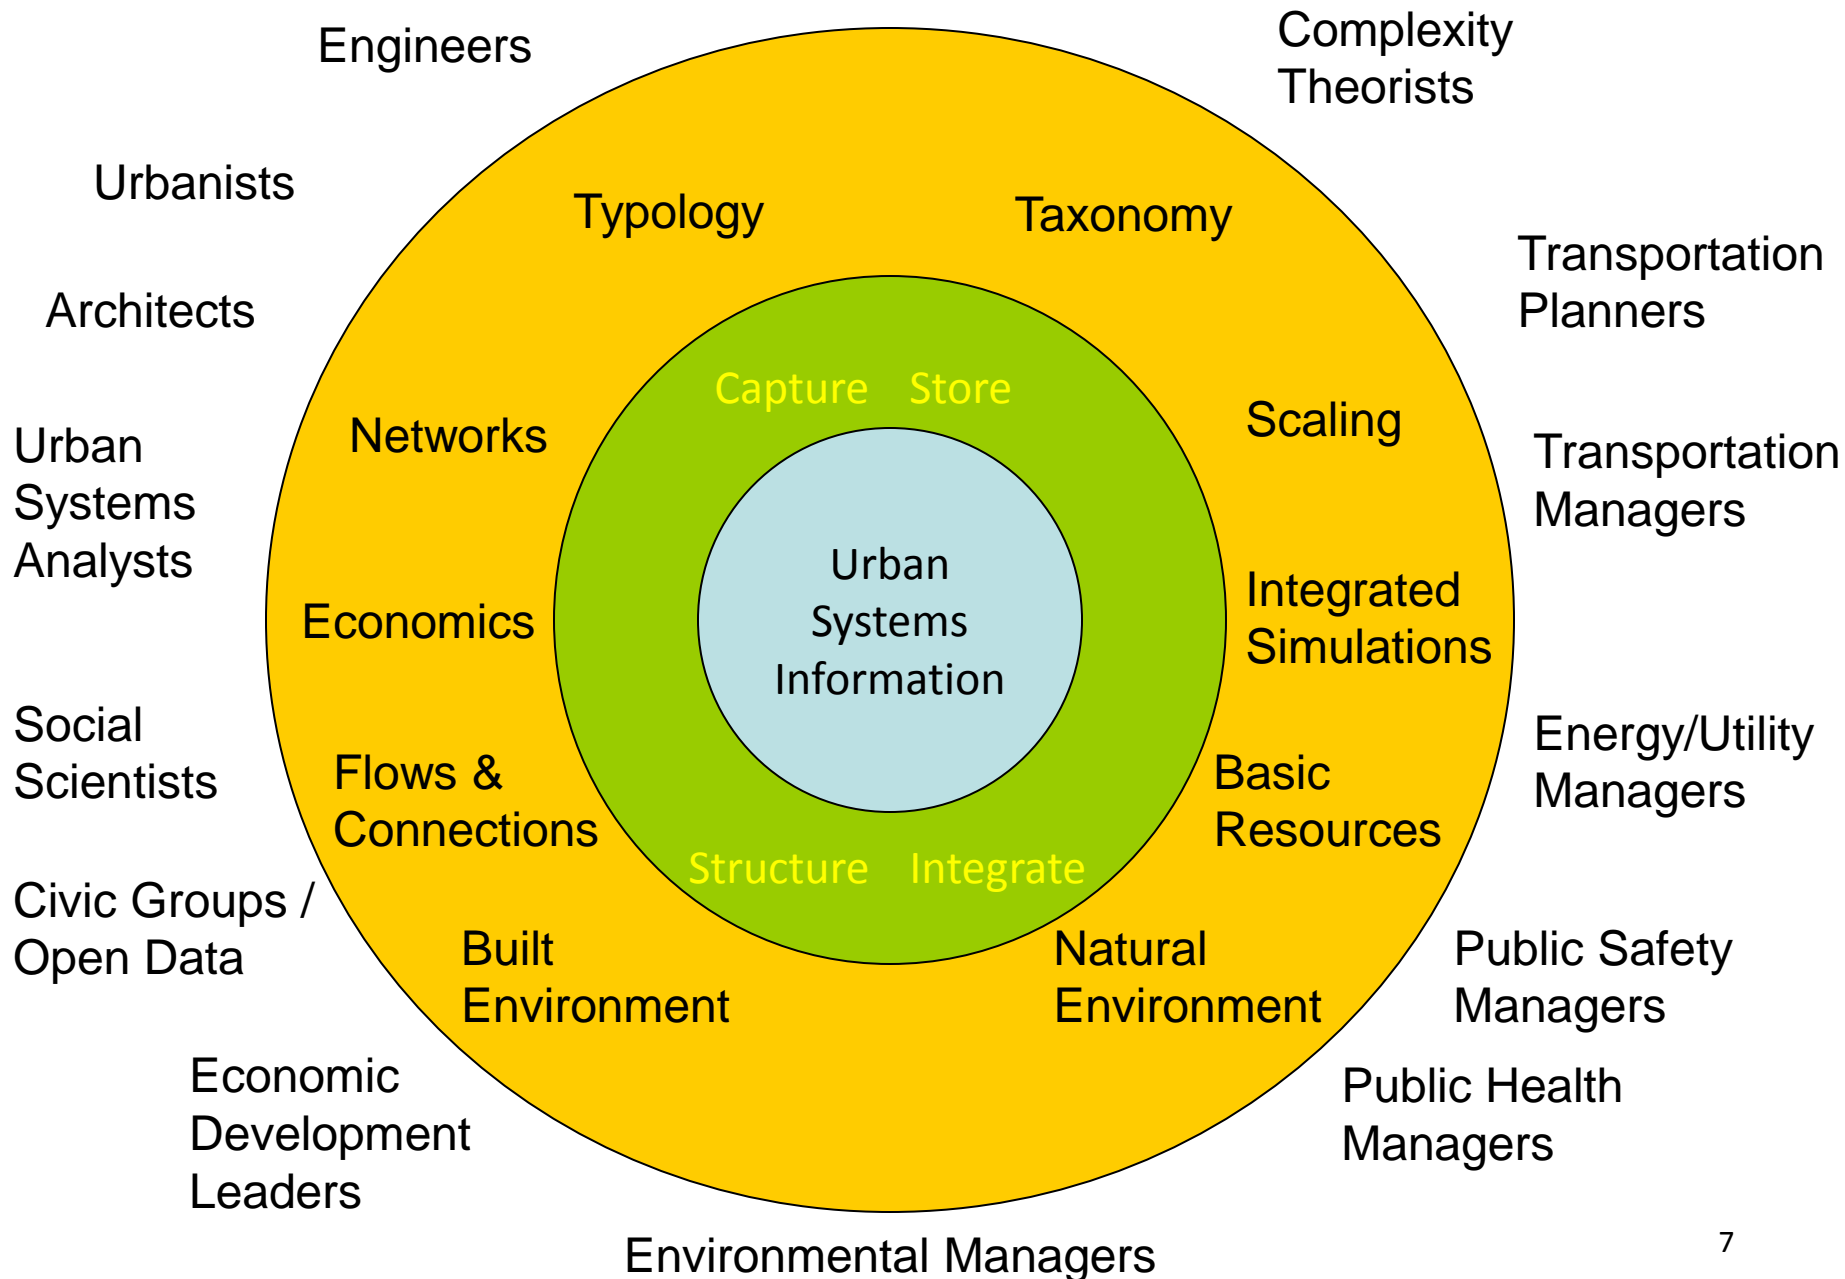 Engineers
Complexity
Theorists
Urbanists
Typology
Taxonomy
Transportation
Planners
Architects
Capture Store
Networks
Scaling
Urban
Systems
Analysts
Transportation
Managers
Urban
Systems
Information
Economics
Integrated
Simulations
Social
Scientists
Flows &
Connections
Basic
Resources
Energy/Utility
Managers
Structure Integrate
Civic Groups /
Open Data
Built
Environment
Natural
Environment
Public Safety
Managers
Economic
Development
Leaders
Public Health
Managers
Environmental Managers
7